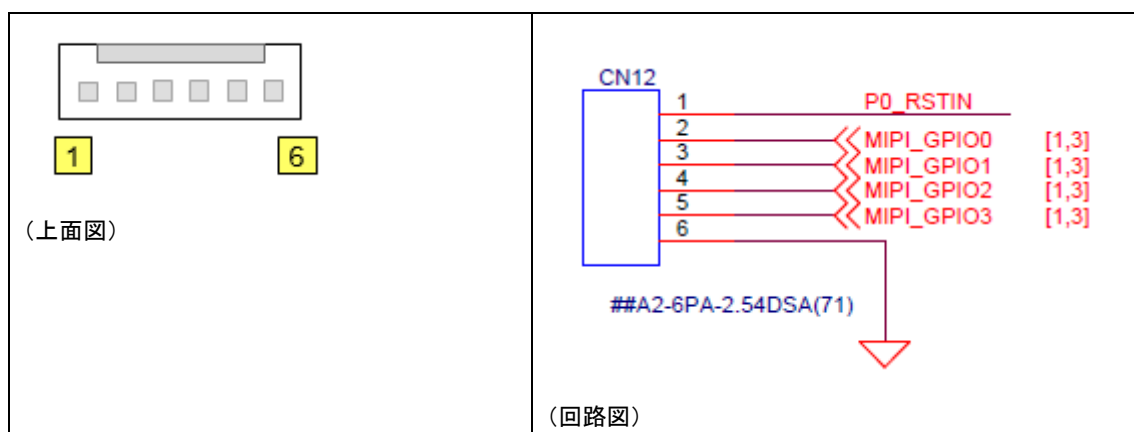 1
6
（上面図）
CN12
1 P0_RSTIN
2 MIPI_GPIO0 [1,3]
3 MIPI_GPIO1 [1,3]
4 MIPI_GPIO2 [1,3]
5 MIPI_GPIO3 [1,3]
6
##A2-6PA-2.54DSA(71)
（回路図）